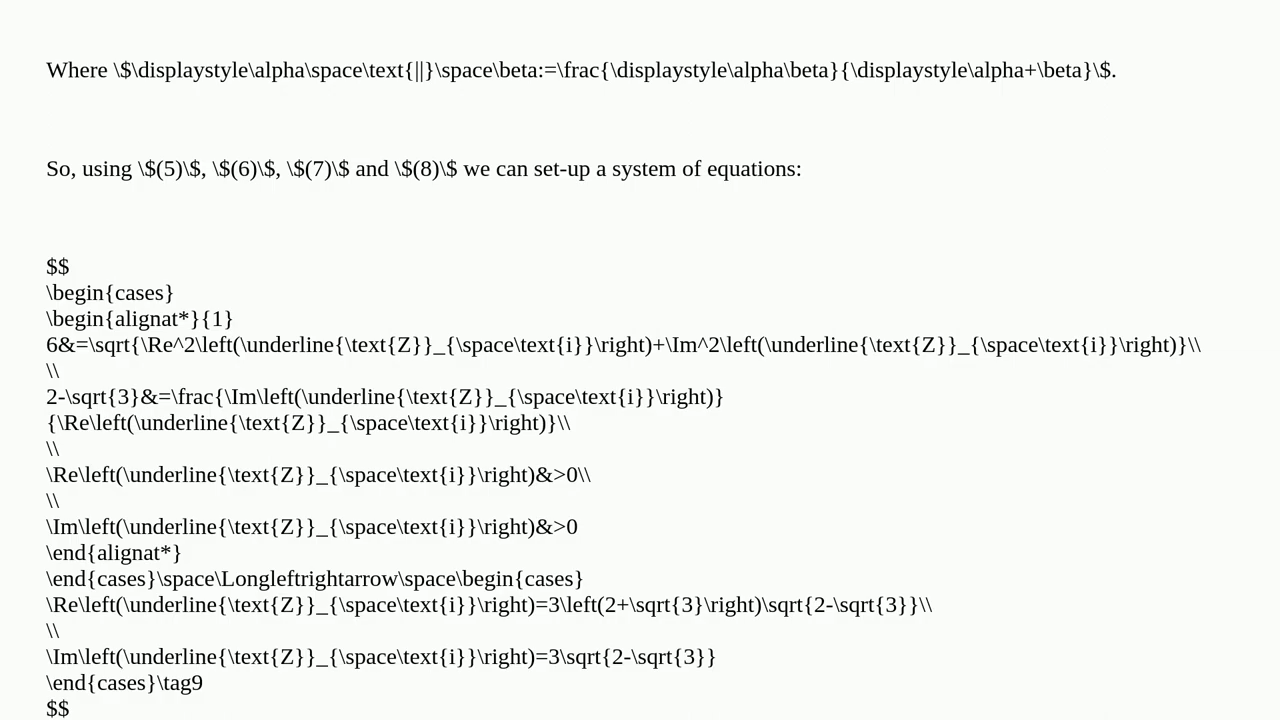 Where \$\displaystyle\alpha\space\text{||}\space\beta:=\frac{\displaystyle\alpha\beta}{\displaystyle\alpha+\beta}\$.
So, using \$(5)\$, \$(6)\$, \$(7)\$ and \$(8)\$ we can set-up a system of equations:
$$
\begin{cases}
\begin{alignat*}{1}
6&=\sqrt{\Re^2\left(\underline{\text{Z}}_{\space\text{i}}\right)+\Im^2\left(\underline{\text{Z}}_{\space\text{i}}\right)}\\
\\
2-\sqrt{3}&=\frac{\Im\left(\underline{\text{Z}}_{\space\text{i}}\right)}
{\Re\left(\underline{\text{Z}}_{\space\text{i}}\right)}\\
\\
\Re\left(\underline{\text{Z}}_{\space\text{i}}\right)&>0\\
\\
\Im\left(\underline{\text{Z}}_{\space\text{i}}\right)&>0
\end{alignat*}
\end{cases}\space\Longleftrightarrow\space\begin{cases}
\Re\left(\underline{\text{Z}}_{\space\text{i}}\right)=3\left(2+\sqrt{3}\right)\sqrt{2-\sqrt{3}}\\
\\
\Im\left(\underline{\text{Z}}_{\space\text{i}}\right)=3\sqrt{2-\sqrt{3}}
\end{cases}\tag9
$$